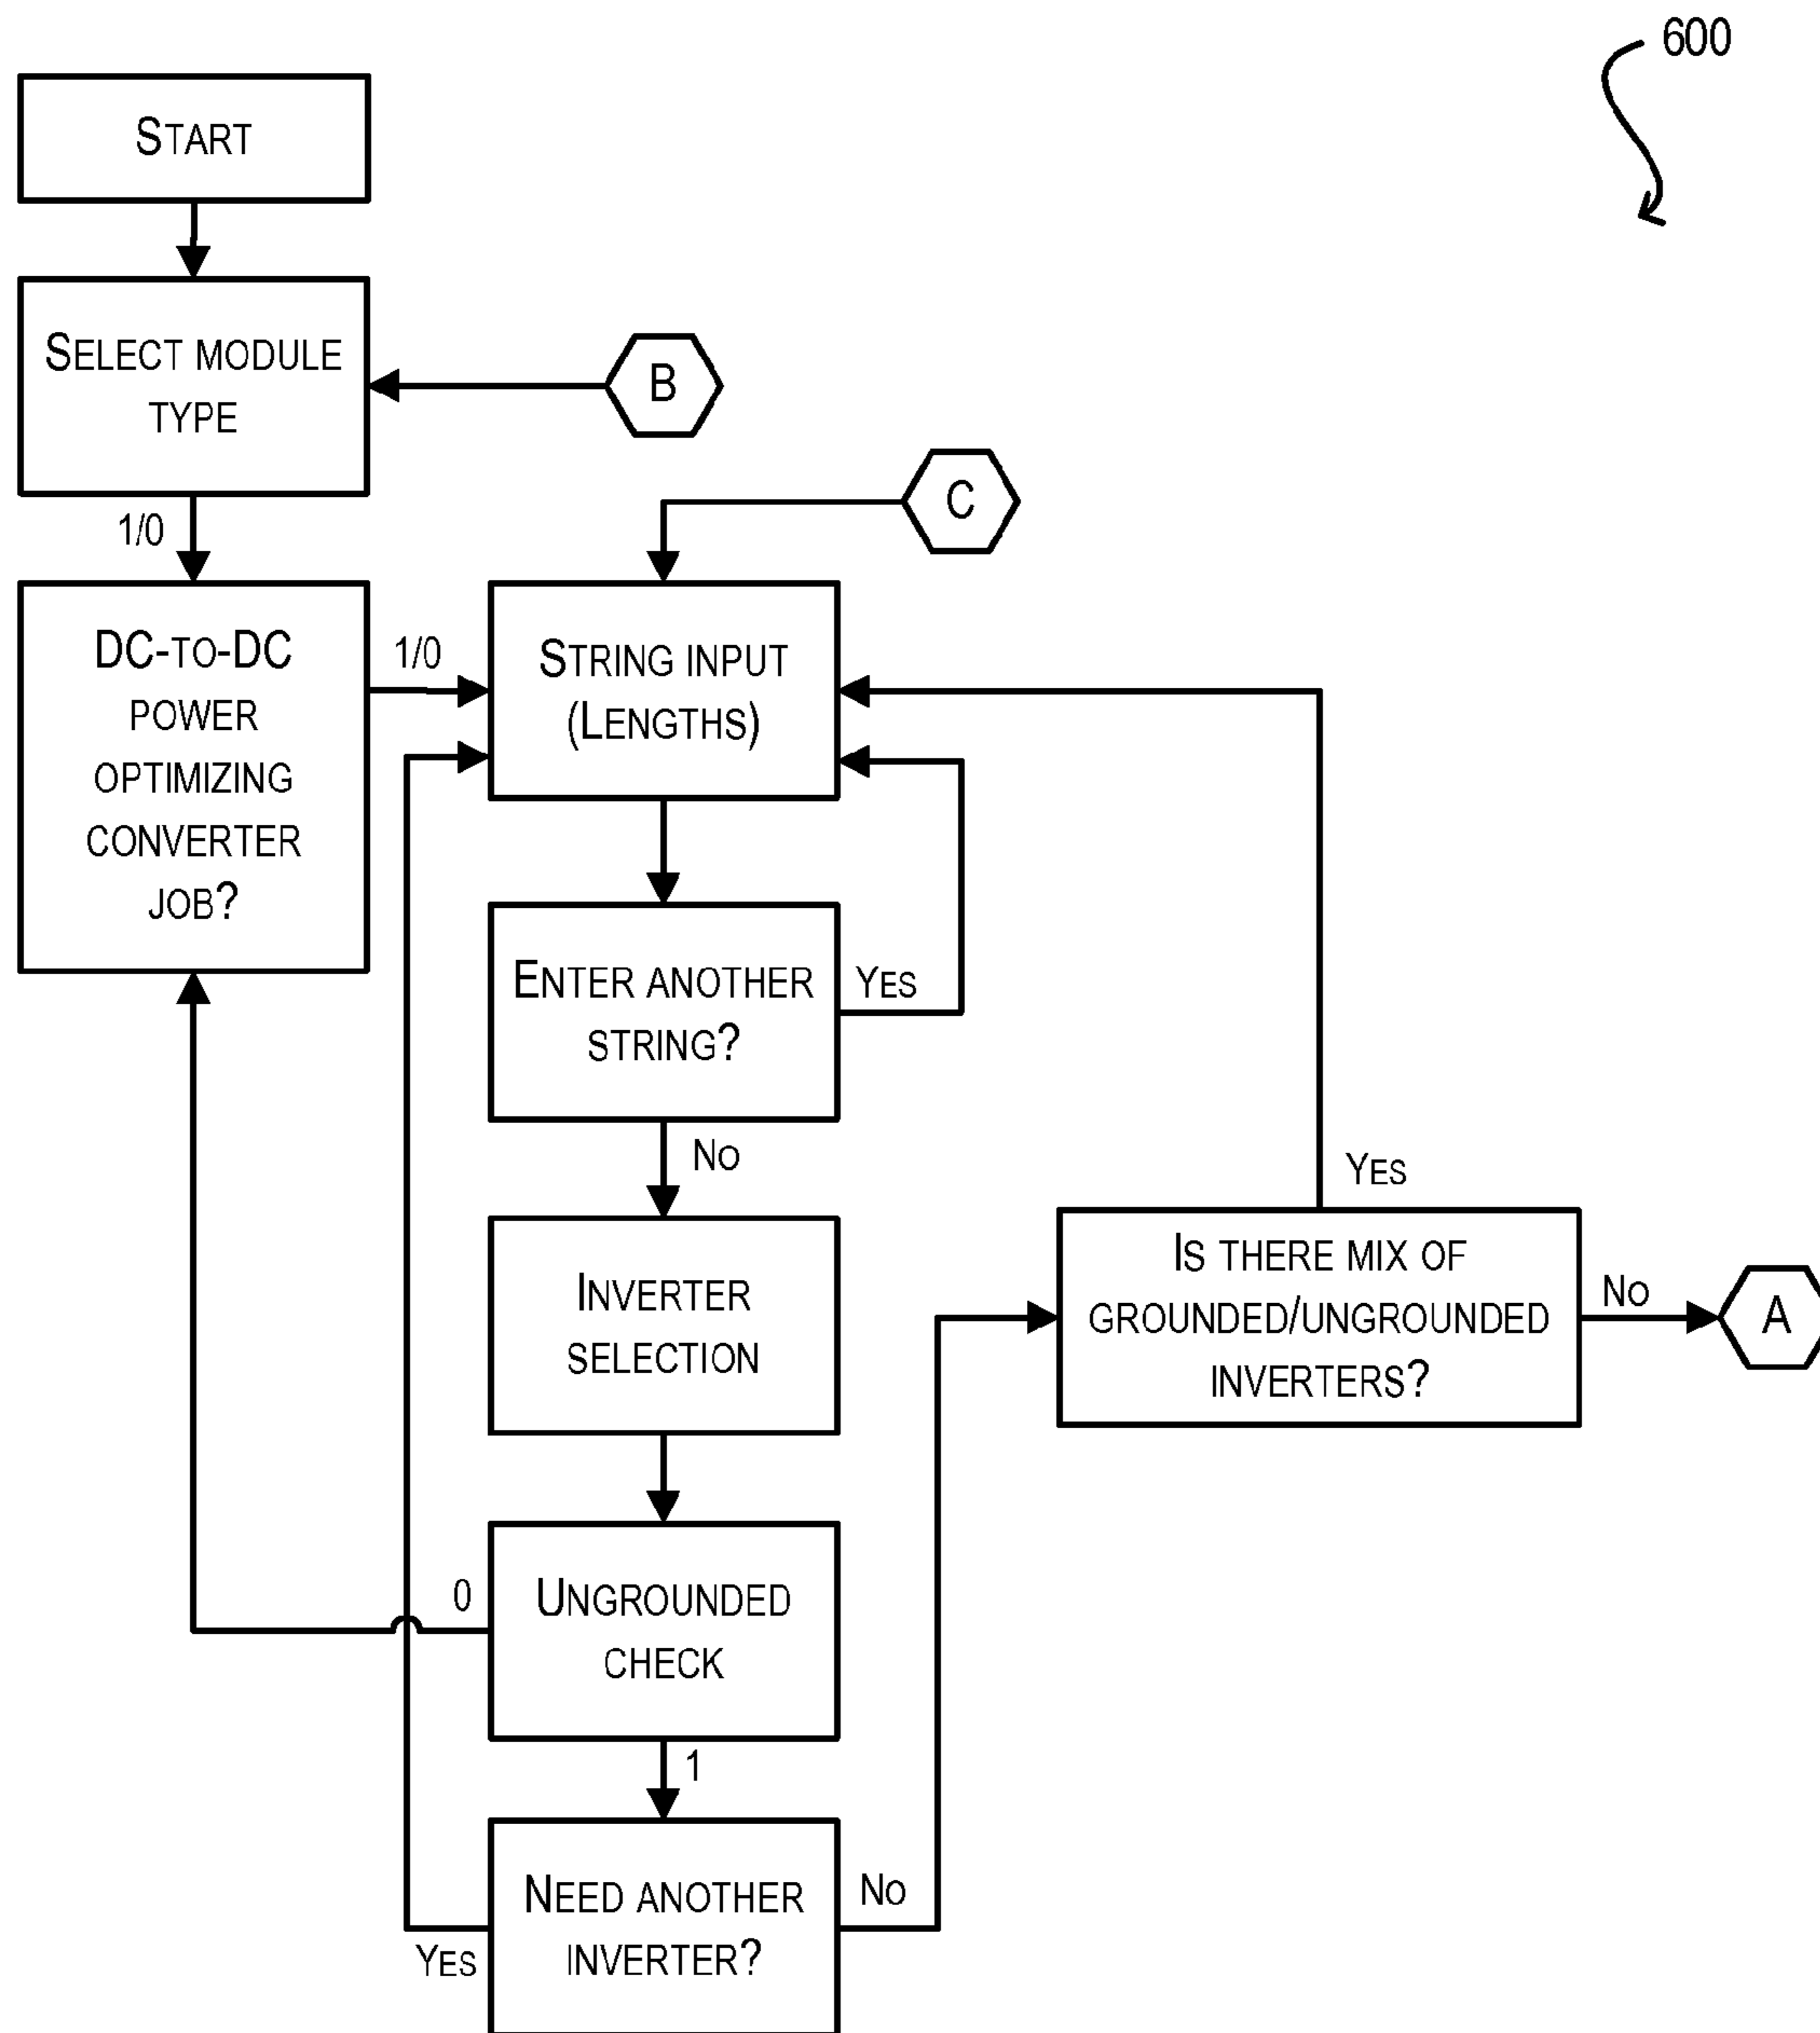 600
START
SELECT MODULE
TYPE
B
C
1/0
DC-TO-DC
POWER
OPTIMIZING
CONVERTER
JOB?
1/0
STRING INPUT
(LENGTHS)
ENTER ANOTHER
STRING?
YES
NO
INVERTER
SELECTION
YES
IS THERE MIX OF
GROUNDED/UNGROUNDED
INVERTERS?
NO
A
UNGROUNDED
CHECK
0
1
NEED ANOTHER
INVERTER?
YES
NO